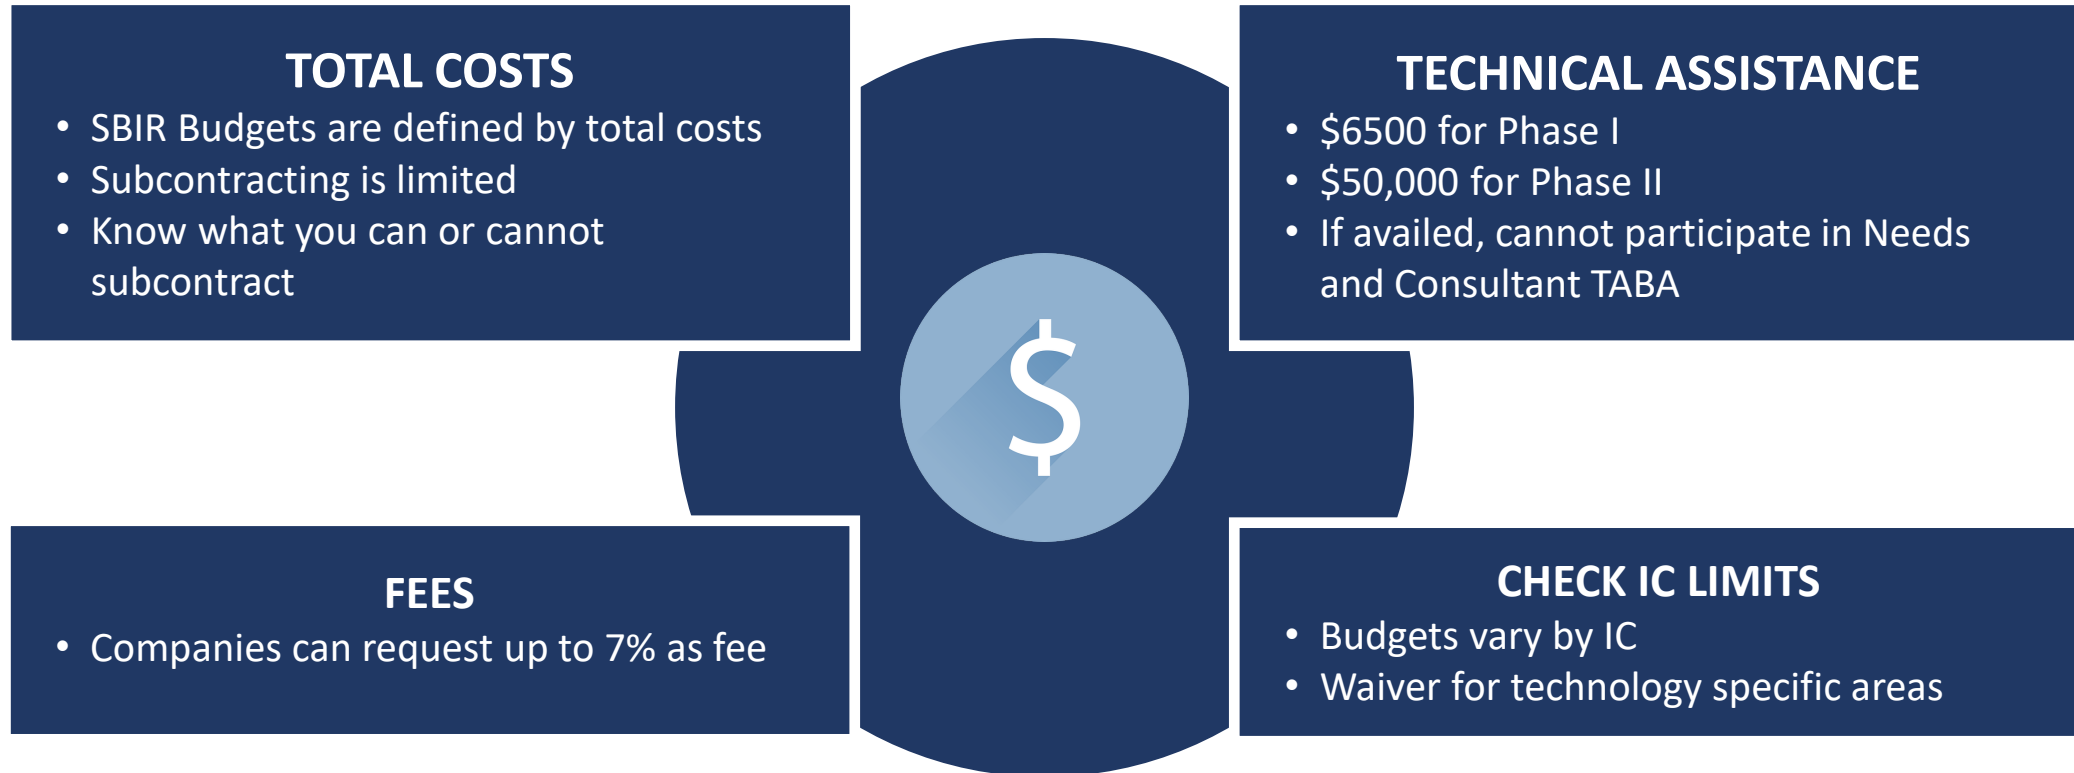 TOTAL COSTS
• SBIR Budgets are defined by total costs
• Subcontracting is limited
• Know what you can or cannot
subcontract
TECHNICAL ASSISTANCE
• $6500 for Phase I
• $50,000 for Phase II
• If availed, cannot participate in Needs
and Consultant TABA
$
FEES
• Companies can request up to 7% as fee
CHECK IC LIMITS
• Budgets vary by IC
• Waiver for technology specific areas